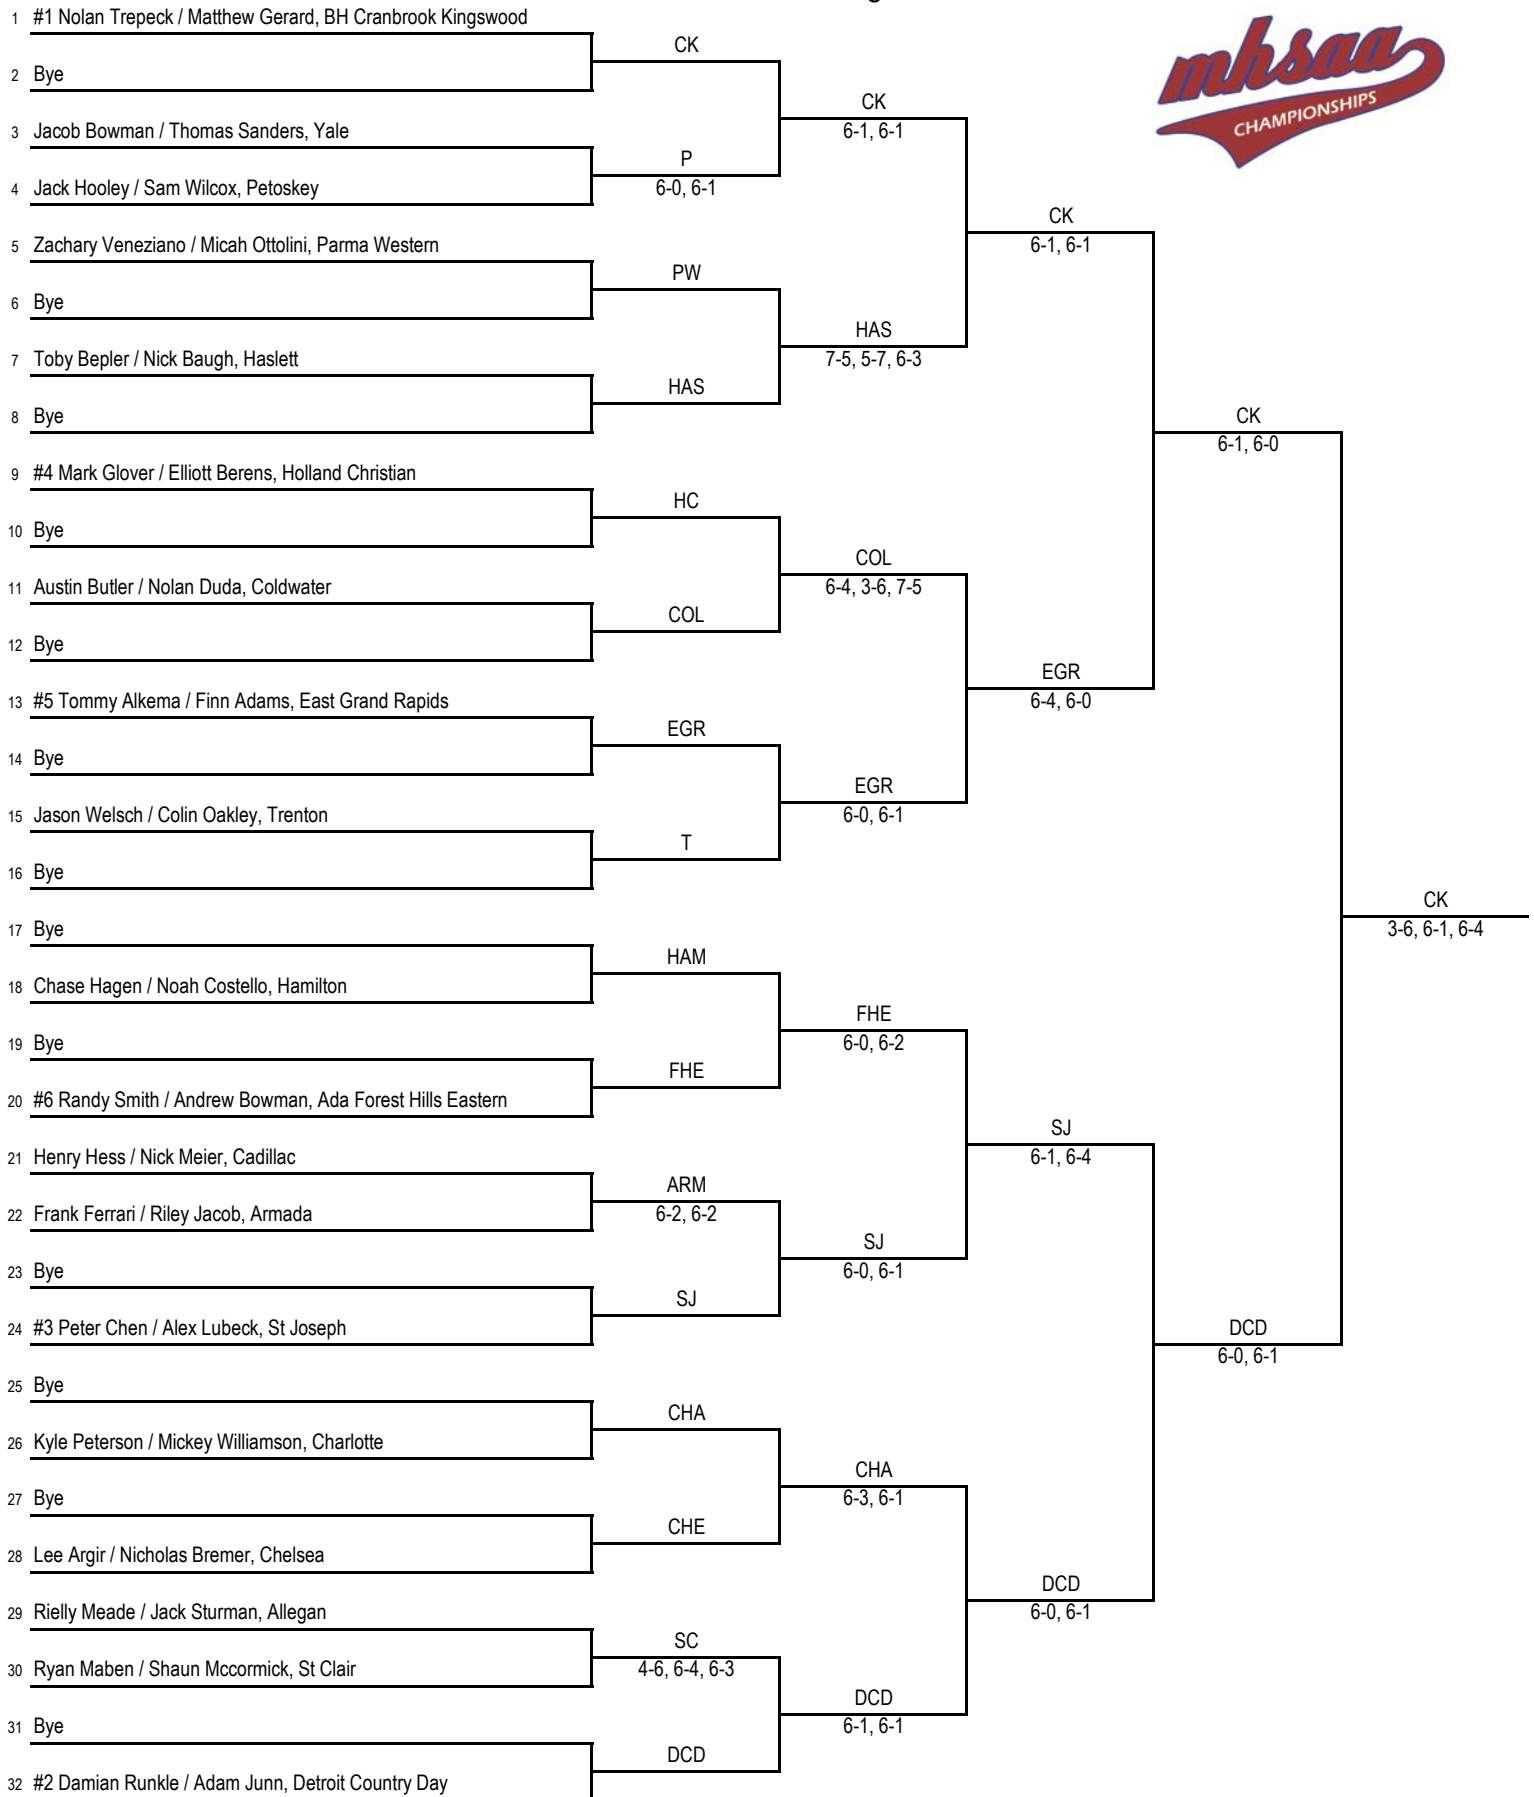 1 #1 Nolan Trepeck / Matthew Gerard, BH Cranbrook Kingswood
CK
2 Bye
CK
6-1, 6-1
3 Jacob Bowman / Thomas Sanders, Yale
P
6-0, 6-1
4 Jack Hooley / Sam Wilcox, Petoskey
CK
6-1, 6-1
5 Zachary Veneziano / Micah Ottolini, Parma Western
PW
6 Bye
HAS
7-5, 5-7, 6-3
7 Toby Bepler / Nick Baugh, Haslett
HAS
8 Bye
CK
6-1, 6-0
9 #4 Mark Glover / Elliott Berens, Holland Christian
HC
10 Bye
COL
6-4, 3-6, 7-5
11 Austin Butler / Nolan Duda, Coldwater
COL
12 Bye
EGR
6-4, 6-0
13 #5 Tommy Alkema / Finn Adams, East Grand Rapids
EGR
14 Bye
EGR
6-0, 6-1
15 Jason Welsch / Colin Oakley, Trenton
T
16 Bye
CK
3-6, 6-1, 6-4
17 Bye
HAM
18 Chase Hagen / Noah Costello, Hamilton
FHE
6-0, 6-2
19 Bye
FHE
20 #6 Randy Smith / Andrew Bowman, Ada Forest Hills Eastern
SJ
6-1, 6-4
21 Henry Hess / Nick Meier, Cadillac
ARM
6-2, 6-2
22 Frank Ferrari / Riley Jacob, Armada
SJ
6-0, 6-1
23 Bye
SJ
24 #3 Peter Chen / Alex Lubeck, St Joseph
DCD
6-0, 6-1
25 Bye
CHA
26 Kyle Peterson / Mickey Williamson, Charlotte
CHA
6-3, 6-1
27 Bye
CHE
28 Lee Argir / Nicholas Bremer, Chelsea
DCD
6-0, 6-1
29 Rielly Meade / Jack Sturman, Allegan
SC
4-6, 6-4, 6-3
30 Ryan Maben / Shaun Mccormick, St Clair
DCD
6-1, 6-1
31 Bye
DCD
32 #2 Damian Runkle / Adam Junn, Detroit Country Day
mhsaa
CHAMPIONSHIPS